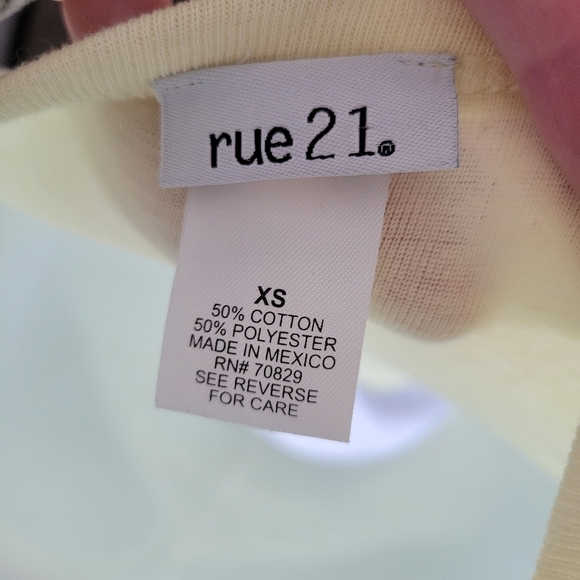 rue21®
XS
50% COTTON
50% POLYESTER
MADE IN MEXICO
RN# 70829
SEE REVERSE
FOR CARE